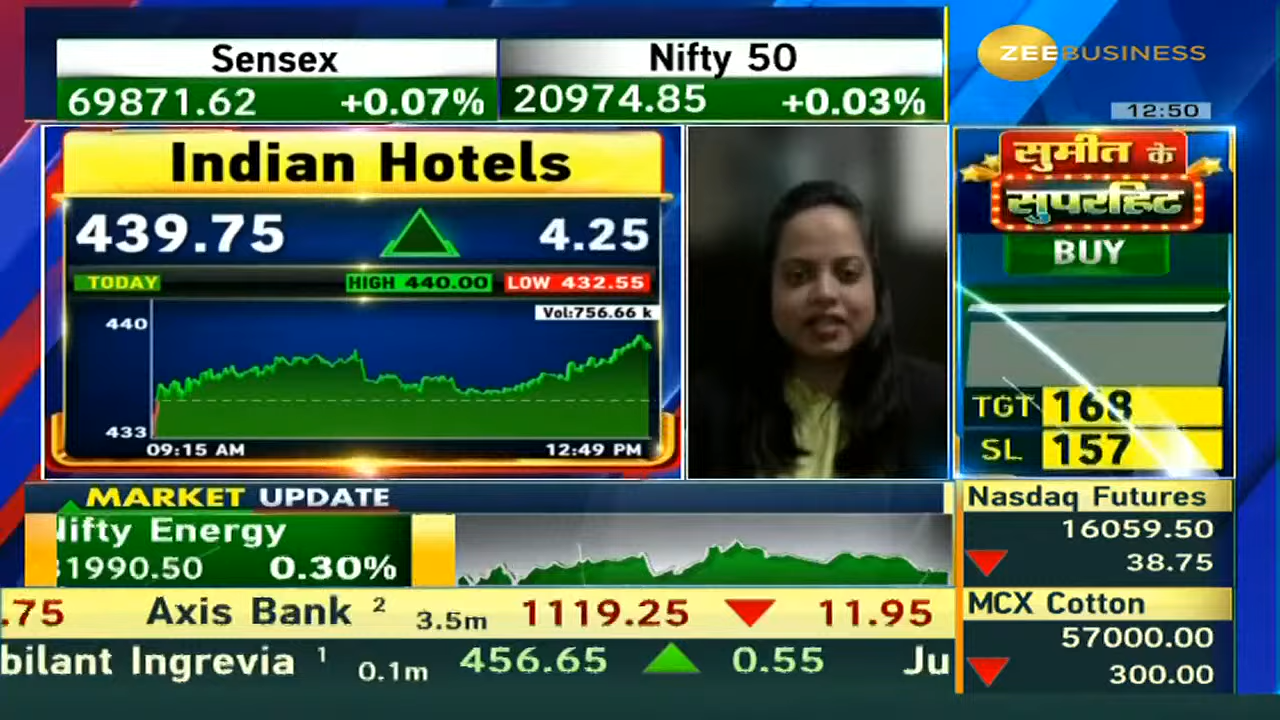 Sensex
69871.62 +0.07%
Nifty 50
20974.85 +0.03%
ZEEBUSINESS
12:50
Indian Hotels
439.75 4.25
TODAY HIGH 440.00 LOW 432.55
Vol:756.66 k
440
433
09:15 AM 12:49 PM
सुमीत के
सुपरहिट
BUY
TGT 168
SL 157
MARKET UPDATE
Nifty Energy
31990.50 0.30%
Nasdaq Futures
16059.50
38.75
MCX Cotton
57000.00
300.00
.75 Axis Bank 2 3.5m 1119.25 11.95
bilant Ingrevia 1 0.1m 456.65 0.55 Ju